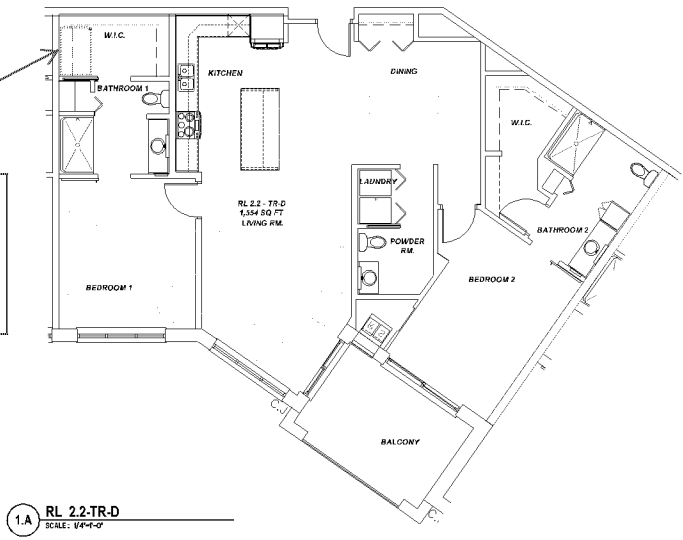 W.I.C.
KITCHEN
DINING
BATHROOM 1
W.I.C.
LAUNDRY
RL 2.2 - TR-D
1,354 SQ FT
LIVING RM.
POWDER
RM.
BATHROOM 2
BEDROOM 1
BEDROOM 2
C.J
BALCONY
C.
1.A
RL 2.2-TR-D
SCALE: 1/4"=1'-0"